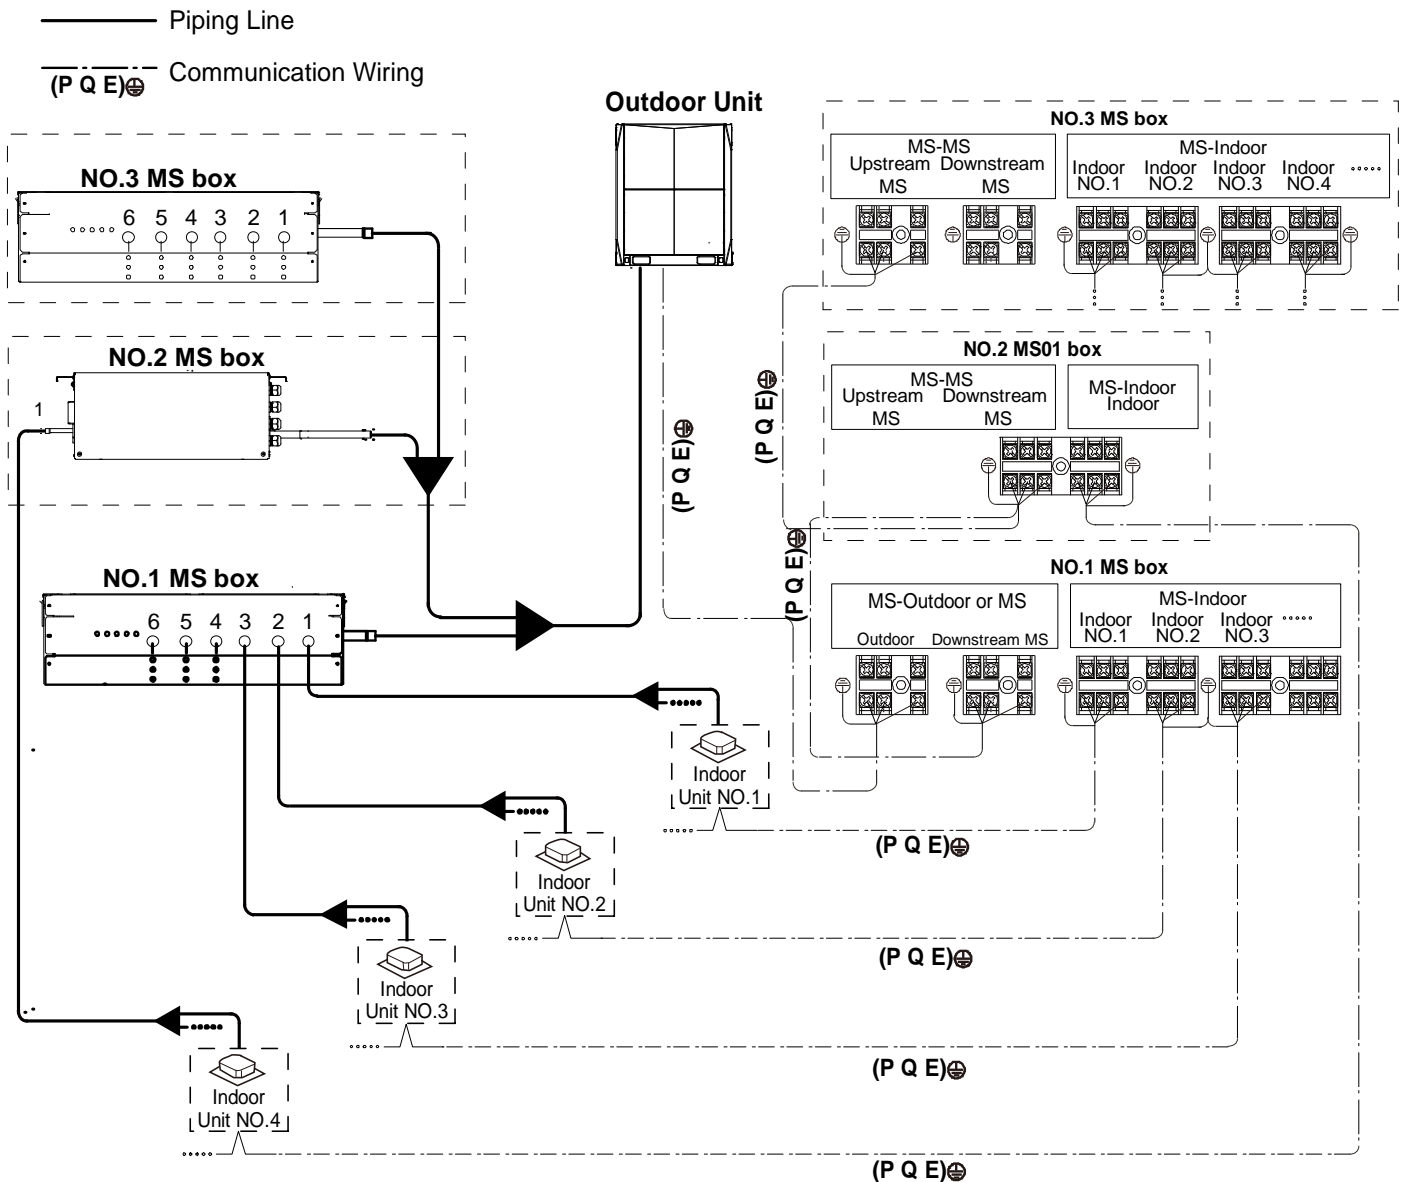 Piping Line
(P Q E)
Communication Wiring
Outdoor Unit
NO.3 MS box
6 5 4 3 2 1
NO.2 MS box
1
NO.1 MS box
6 5 4 3 2 1
Indoor
Unit NO.1
Indoor
Unit NO.2
Indoor
Unit NO.3
Indoor
Unit NO.4
(P Q E)
(P Q E)
(P Q E)
NO.3 MS box
MS-MS
Upstream Downstream
MS MS
MS-Indoor
Indoor Indoor Indoor Indoor
NO.1 NO.2 NO.3 NO.4
NO.2 MS01 box
MS-MS
Upstream Downstream
MS MS
MS-Indoor
Indoor
NO.1 MS box
MS-Outdoor or MS
Outdoor Downstream MS
MS-Indoor
Indoor Indoor Indoor
NO.1 NO.2 NO.3
(P Q E)
(P Q E)
(P Q E)
(P Q E)